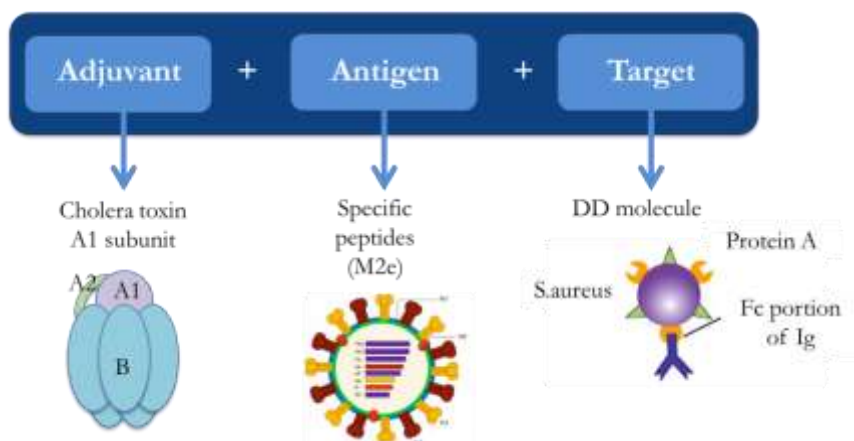 Adjuvant + Antigen + Target
Cholera toxin
A1 subunit
Specific
peptides
(M2e)
DD molecule
A2
A1
B
Protein A
S.aureus
Fc portion
of Ig